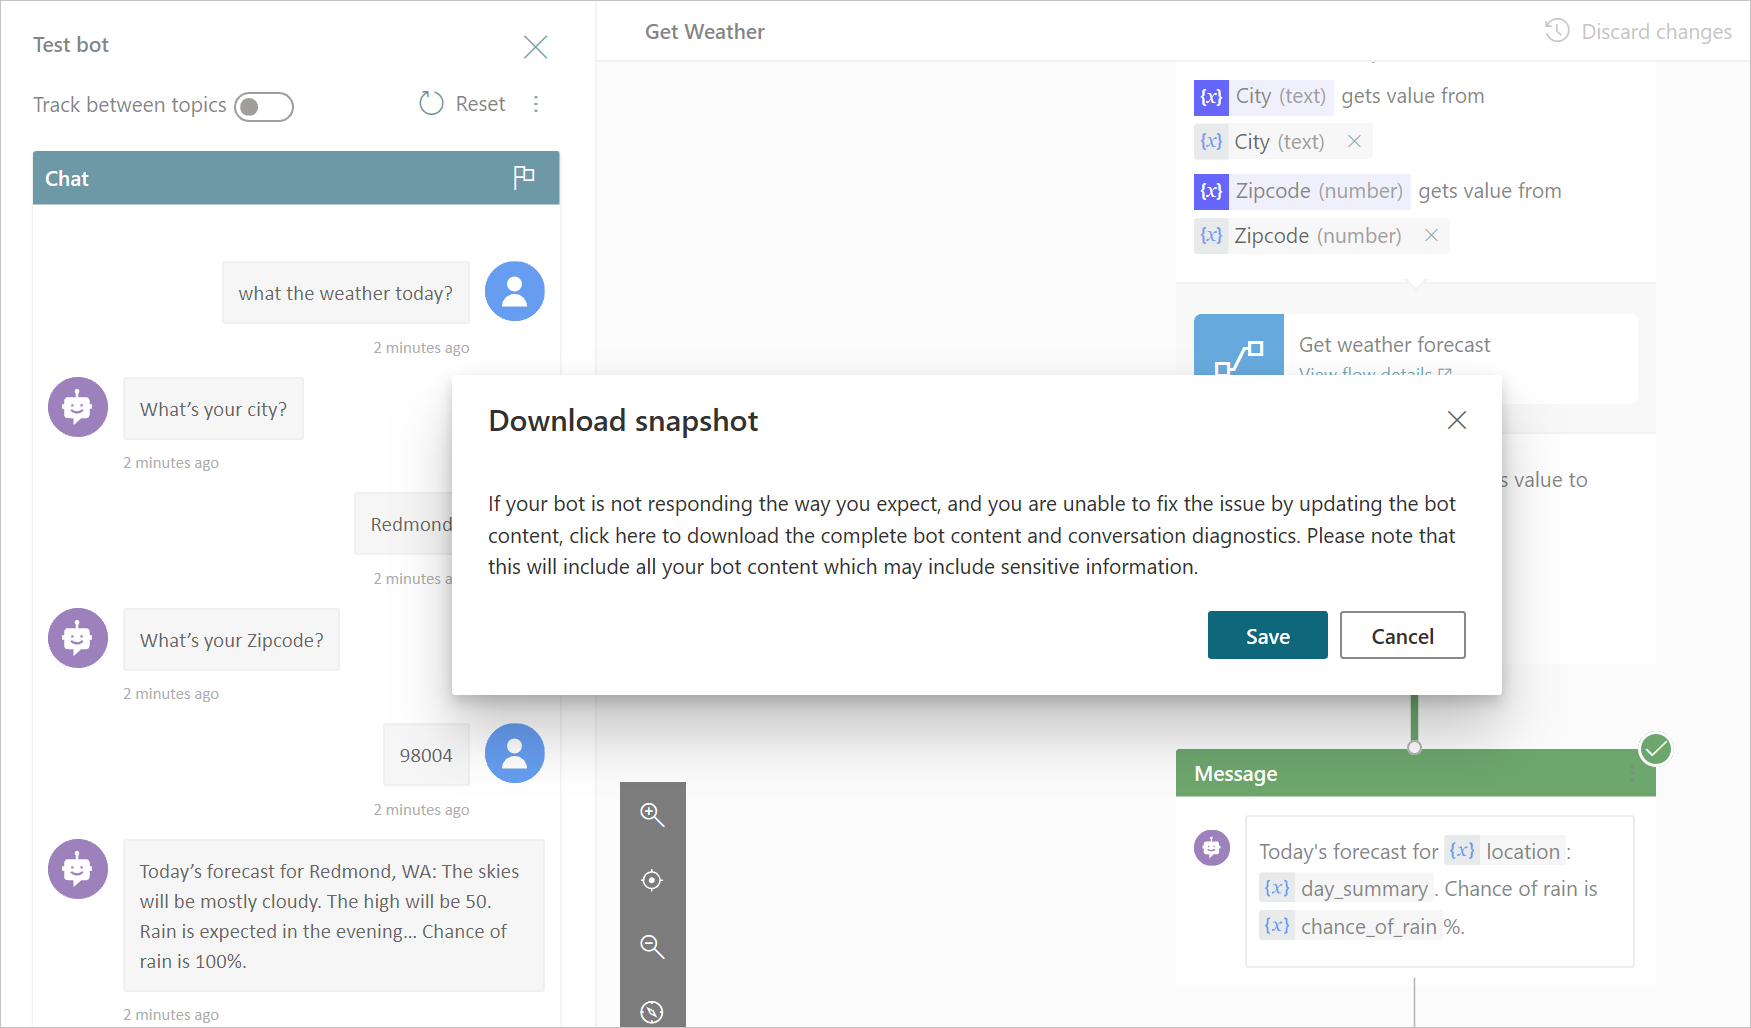 Test bot
Track between topics
Reset
Chat
what the weather today?
2 minutes ago
What's your city?
2 minutes ago
Redmond
2 minutes a
What's your Zipcode?
2 minutes ago
98004
2 minutes ago
Today's forecast for Redmond, WA: The skies
will be mostly cloudy. The high will be 50.
Rain is expected in the evening... Chance of
rain is 100%.
2 minutes ago
Get Weather
Discard changes
{x} City (text) gets value from
{x} City (text)
{x} Zipcode (number) gets value from
{x} Zipcode (number)
Get weather forecast
View flow details
s value to
Download snapshot
If your bot is not responding the way you expect, and you are unable to fix the issue by updating the bot
content, click here to download the complete bot content and conversation diagnostics. Please note that
this will include all your bot content which may include sensitive information.
Save
Cancel
Message
Today's forecast for {x} location :
{x} day_summary . Chance of rain is
{x} chance_of_rain %.